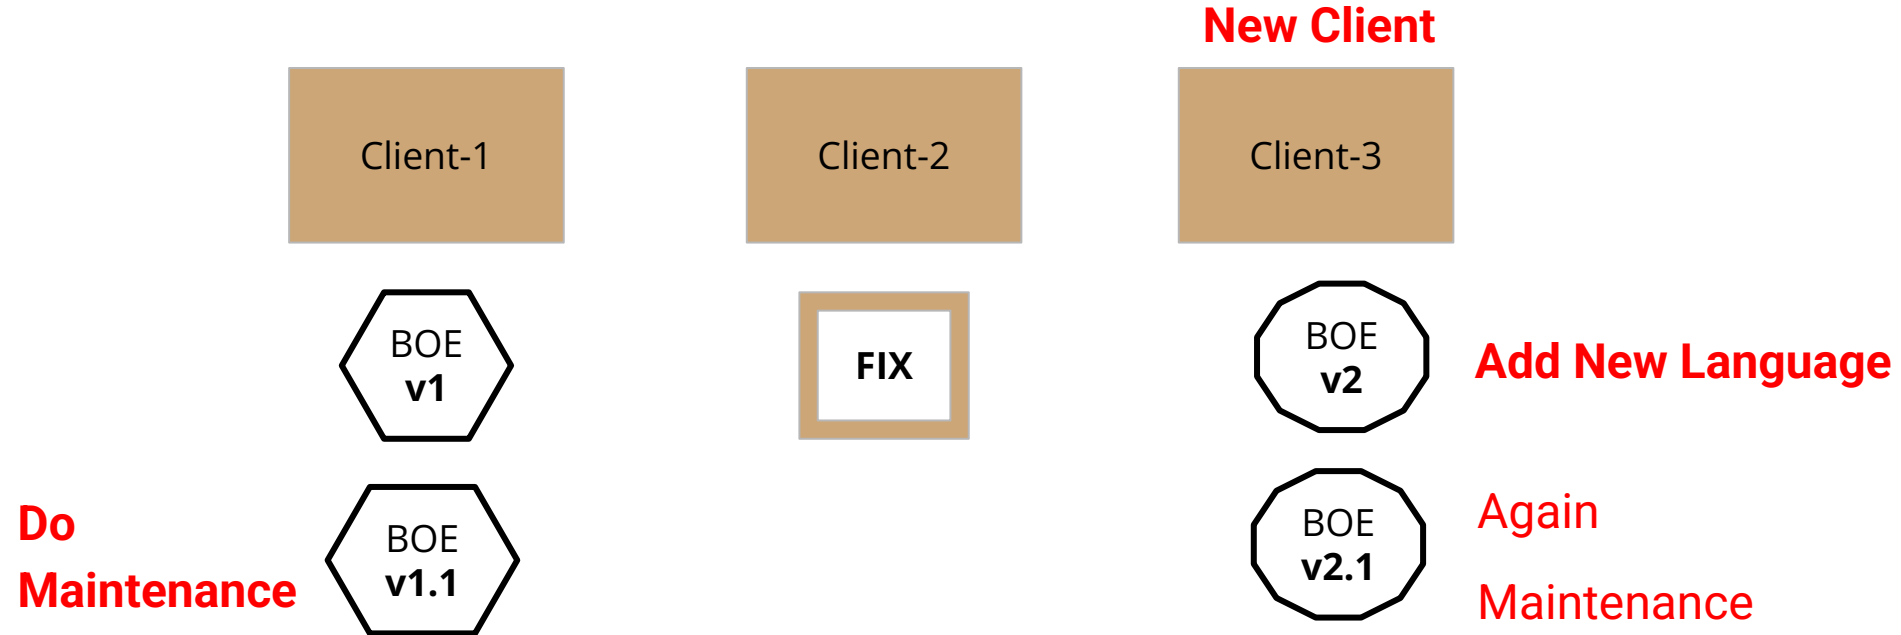 New Client
Client-1
Client-2
Client-3
BOE
v1
FIX
BOE
v2
Add New Language
Do
Maintenance
BOE
v1.1
BOE
v2.1
Again
Maintenance